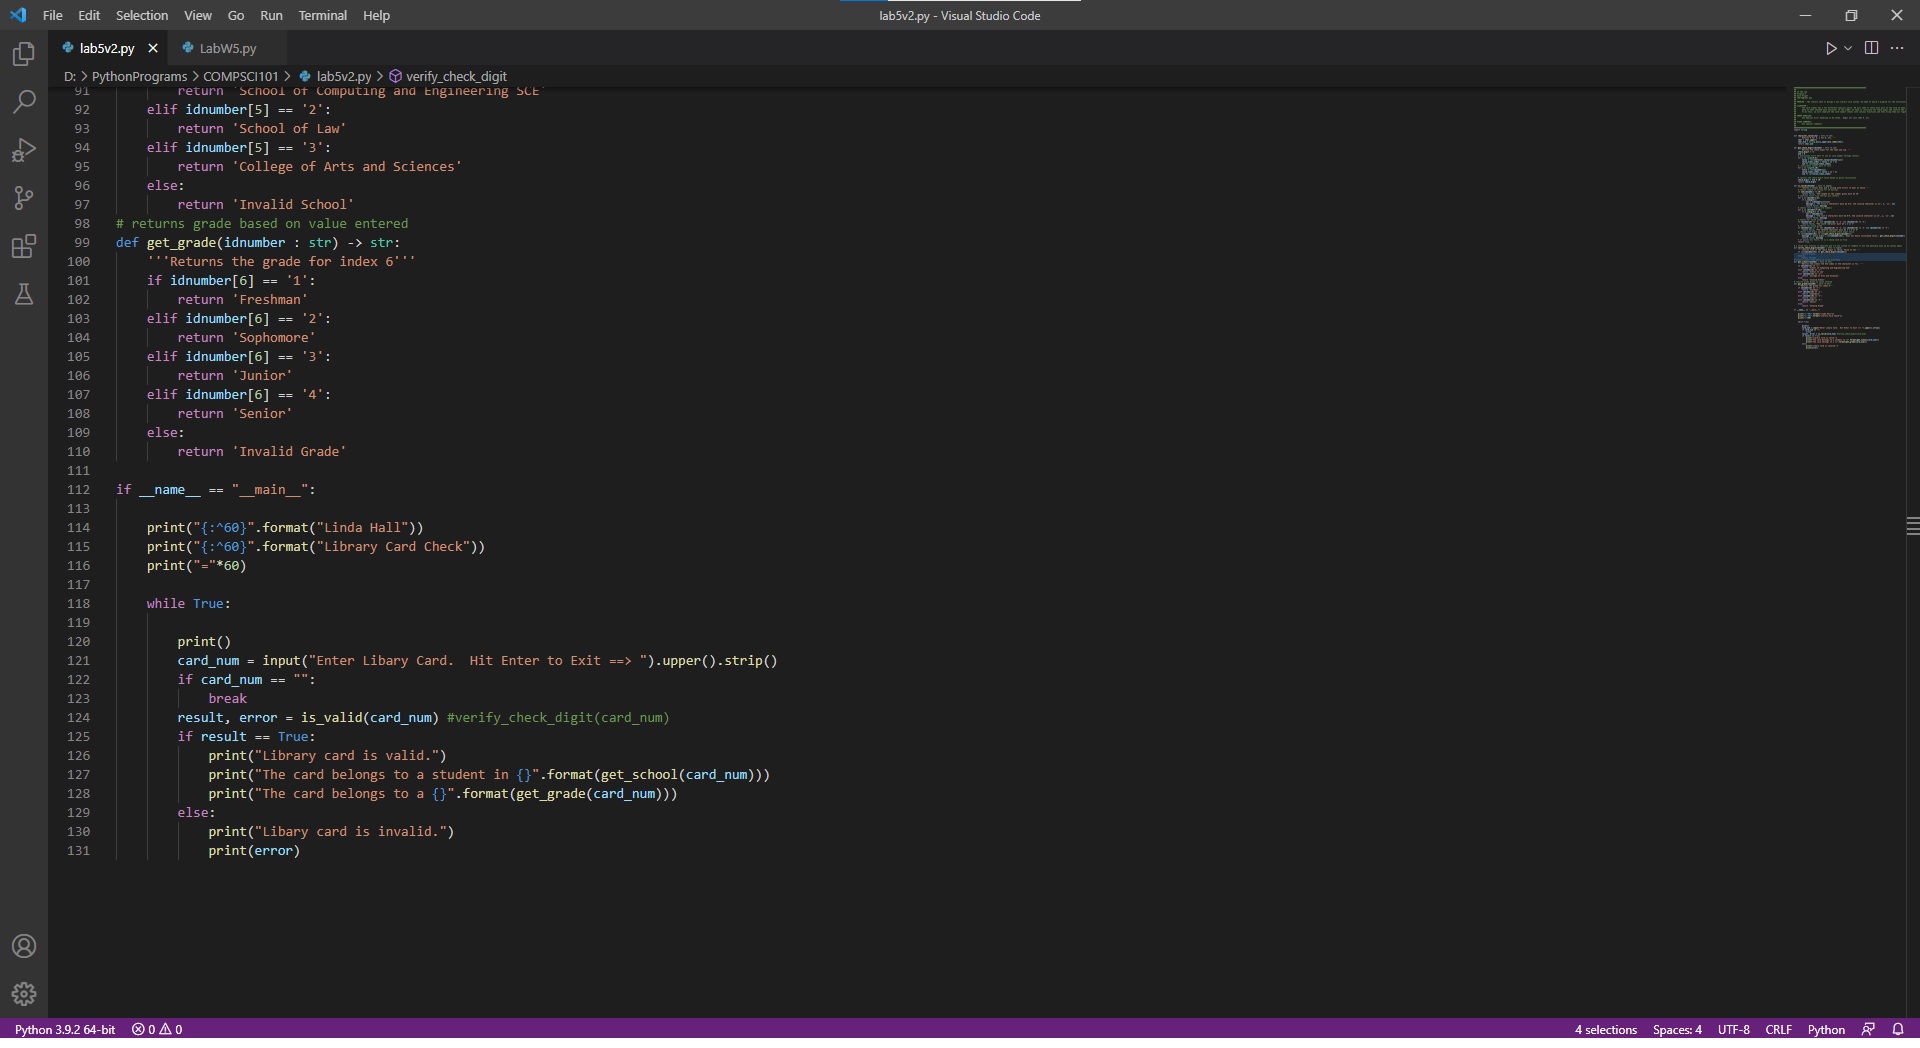 File Edit Selection View Go Run Terminal Help
lab5v2.py - Visual Studio Code
lab5v2.py LabW5.py
D: > PythonPrograms > COMPSCI101 > lab5v2.py > verify_check_digit
91 return 'School of Computing and Engineering SCE'
92 elif idnumber[5] == '2':
93 return 'School of Law'
94 elif idnumber[5] == '3':
95 return 'College of Arts and Sciences'
96 else:
97 return 'Invalid School'
98 # returns grade based on value entered
99 def get_grade(idnumber : str) -> str:
100 '''Returns the grade for index 6'''
101 if idnumber[6] == '1':
102 return 'Freshman'
103 elif idnumber[6] == '2':
104 return 'Sophomore'
105 elif idnumber[6] == '3':
106 return 'Junior'
107 elif idnumber[6] == '4':
108 return 'Senior'
109 else:
110 return 'Invalid Grade'
111
112 if __name__ == "__main__":
113
114 print("{:^60}".format("Linda Hall"))
115 print("{:^60}".format("Library Card Check"))
116 print("="*60)
117
118 while True:
119
120 print()
121 card_num = input("Enter Libary Card.  Hit Enter to Exit ==> ").upper().strip()
122 if card_num == "":
123 break
124 result, error = is_valid(card_num) #verify_check_digit(card_num)
125 if result == True:
126 print("Library card is valid.")
127 print("The card belongs to a student in {}".format(get_school(card_num)))
128 print("The card belongs to a {}".format(get_grade(card_num)))
129 else:
130 print("Libary card is invalid.")
131 print(error)
Python 3.9.2 64-bit 0 0 4 selections Spaces: 4 UTF-8 CRLF Python